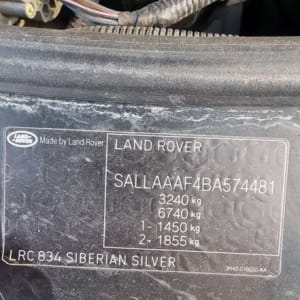 LAND ROVER
Made by Land Rover
LAND ROVER
SALLAAAF4BA574481
3240 kg
6740 kg
1- 1450 kg
2- 1855 kg
LRC 834 SIBERIAN SILVER